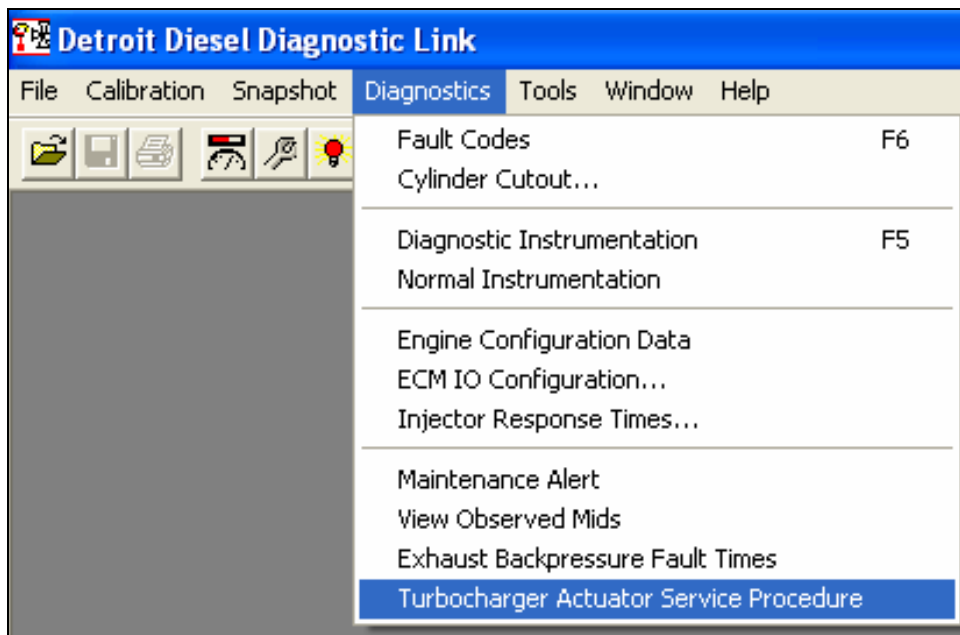 Detroit Diesel Diagnostic Link
File Calibration Snapshot Diagnostics Tools Window Help
Fault Codes F6
Cylinder Cutout...
Diagnostic Instrumentation F5
Normal Instrumentation
Engine Configuration Data
ECM IO Configuration...
Injector Response Times...
Maintenance Alert
View Observed Mids
Exhaust Backpressure Fault Times
Turbocharger Actuator Service Procedure